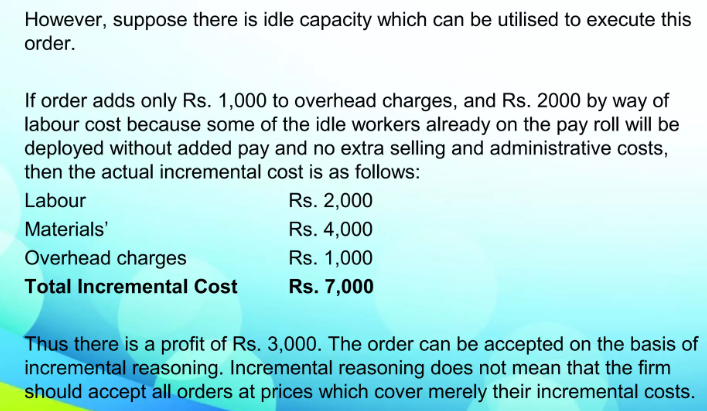 However, suppose there is idle capacity which can be utilised to execute this
order.
If order adds only Rs. 1,000 to overhead charges, and Rs. 2000 by way of
labour cost because some of the idle workers already on the pay roll will be
deployed without added pay and no extra selling and administrative costs,
then the actual incremental cost is as follows:
Labour Rs. 2,000
Materials’ Rs. 4,000
Overhead charges Rs. 1,000
Total Incremental Cost Rs. 7,000
Thus there is a profit of Rs. 3,000. The order can be accepted on the basis of
incremental reasoning. Incremental reasoning does not mean that the firm
should accept all orders at prices which cover merely their incremental costs.